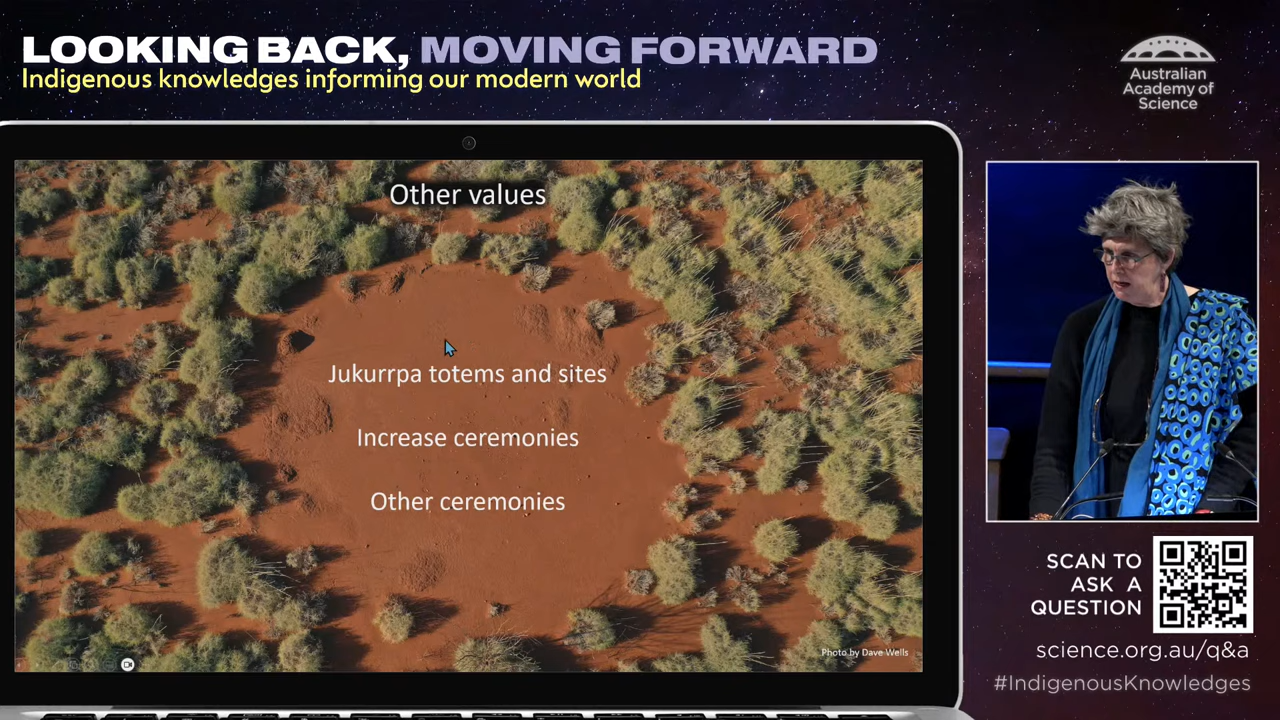 LOOKING BACK, MOVING FORWARD
Indigenous knowledges informing our modern world
Australian
Academy of
Science
Other values
Jukurrpa totems and sites
Increase ceremonies
Other ceremonies
Photo by Dave Wells
SCAN TO
ASK A
QUESTION
science.org.au/q&a
#IndigenousKnowledges